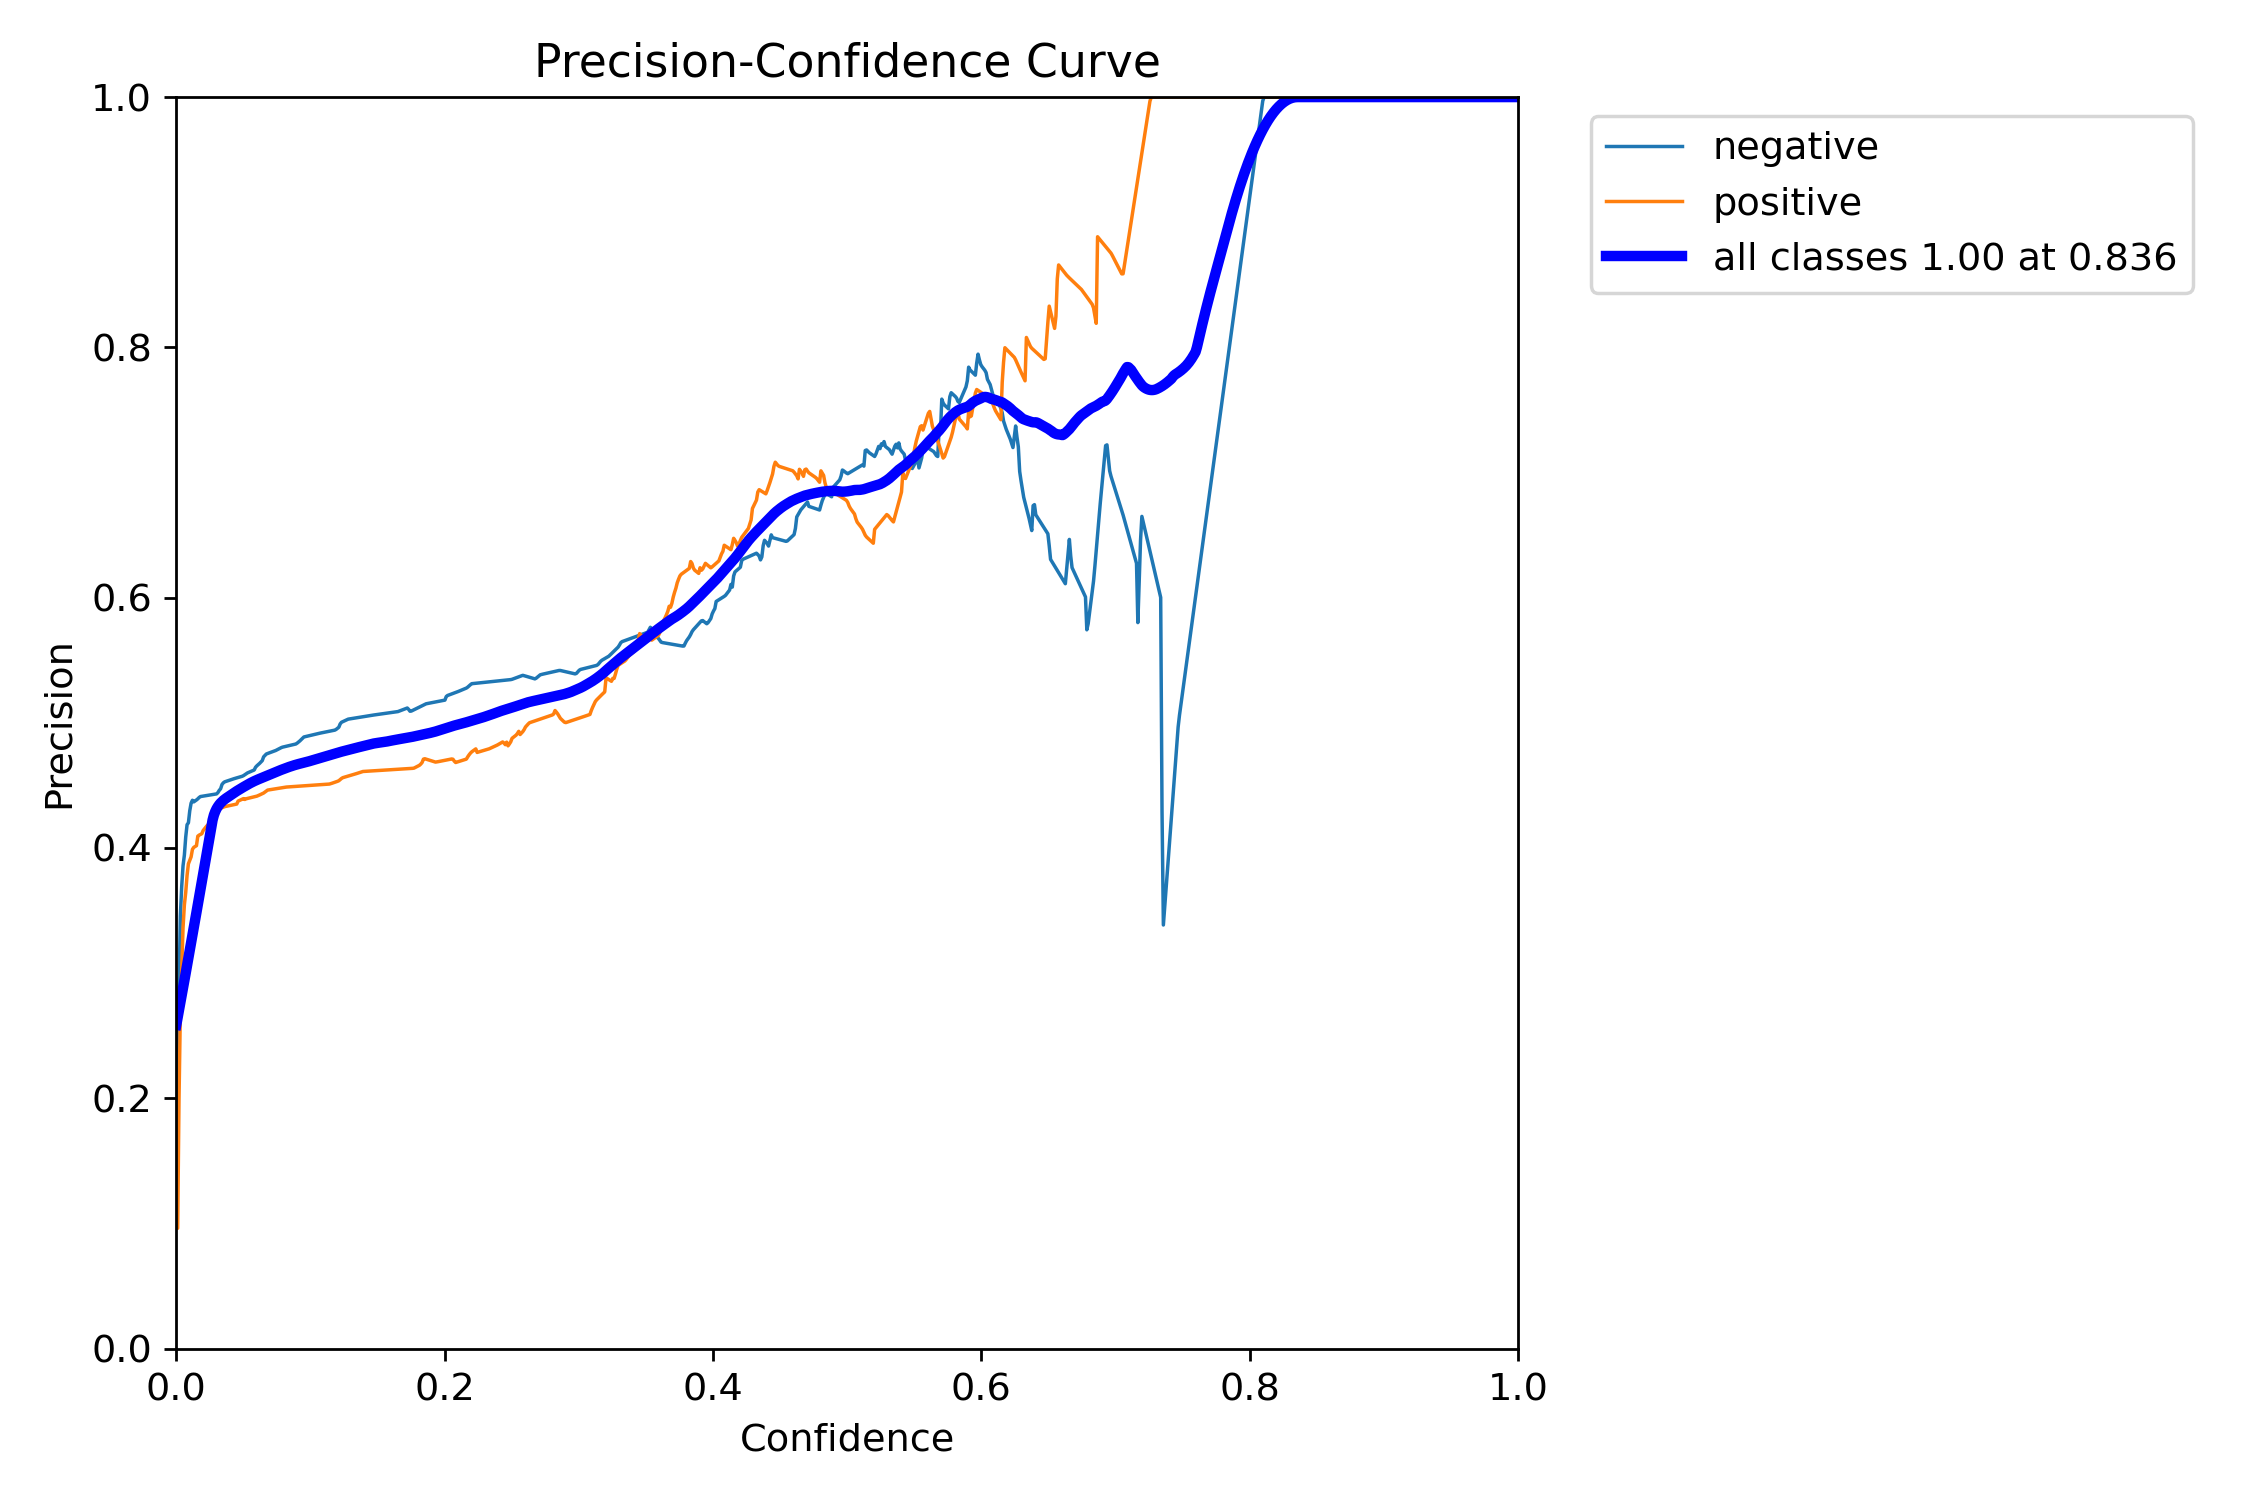 Precision-Confidence Curve
1.0
0.8
0.6
0.4
0.2
0.0
Precision
0.0 0.2 0.4 0.6 0.8 1.0
Confidence
negative
positive
all classes 1.00 at 0.836